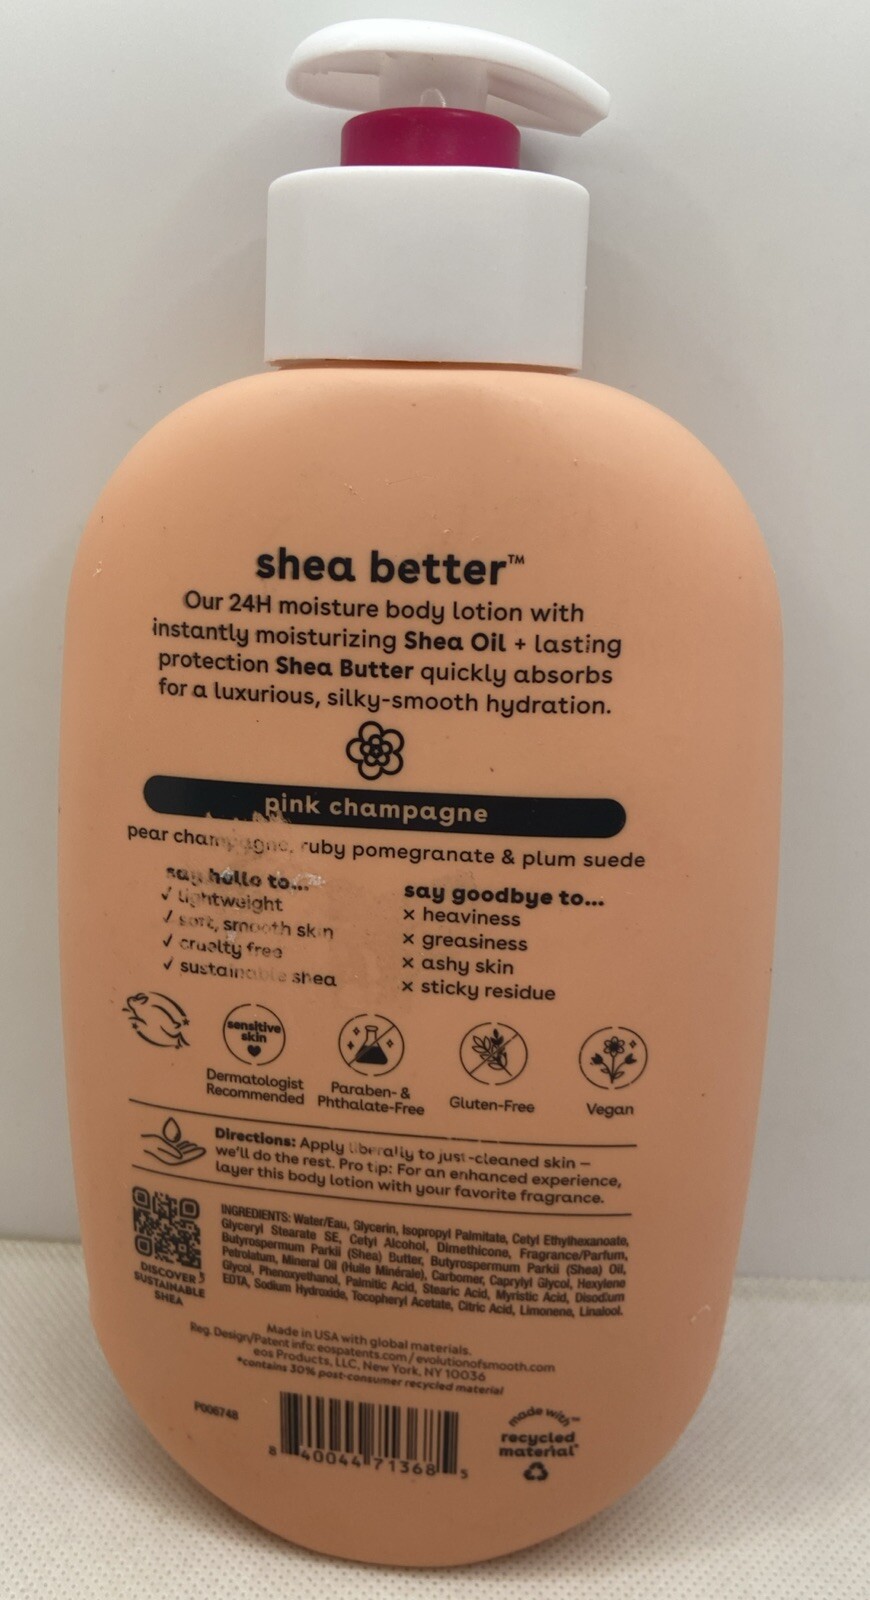 shea better™
Our 24H moisture body lotion with
instantly moisturizing Shea Oil + lasting
protection Shea Butter quickly absorbs
for a luxurious, silky-smooth hydration.
pink champagne
pear champagne, ruby pomegranate & plum suede
say hello to...
✓ lightweight
✓ soft, smooth skin
✓ cruelty free
✓ sustainable shea
say goodbye to...
× heaviness
× greasiness
× ashy skin
× sticky residue
sensitive
skin
Dermatologist
Recommended
Paraben- &
Phthalate-Free
Gluten-Free
Vegan
Directions: Apply liberally to just-cleaned skin –
we'll do the rest. Pro tip: For an enhanced experience,
layer this body lotion with your favorite fragrance.
DISCOVER
SUSTAINABLE
SHEA
INGREDIENTS: Water/Eau, Glycerin, Isopropyl Palmitate, Cetyl Ethylhexanoate,
Glyceryl Stearate SE, Cetyl Alcohol, Dimethicone, Fragrance/Parfum,
Butyrospermum Parkii (Shea) Butter, Butyrospermum Parkii (Shea) Oil,
Petrolatum, Mineral Oil (Huile Minérale), Carbomer, Caprylyl Glycol, Hexylene
Glycol, Phenoxyethanol, Palmitic Acid, Stearic Acid, Myristic Acid, Disodium
EDTA, Sodium Hydroxide, Tocopheryl Acetate, Citric Acid, Limonene, Linalool.
Made in USA with global materials.
Reg. Design/Patent info: eospatents.com / evolutionofsmooth.com
eos Products, LLC, New York, NY 10036
*contains 30% post-consumer recycled material
P006748
8 40044 71368 5
made with™
recycled
material*